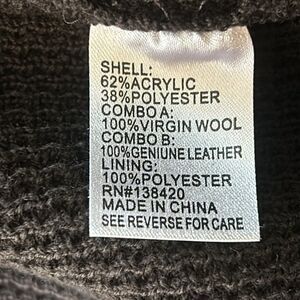 SHELL:
62%ACRYLIC
38%POLYESTER
COMBO A:
100%VIRGIN WOOL
COMBO B:
100%GENIUNE LEATHER
LINING:
100%POLYESTER
RN#138420
MADE IN CHINA
SEE REVERSE FOR CARE